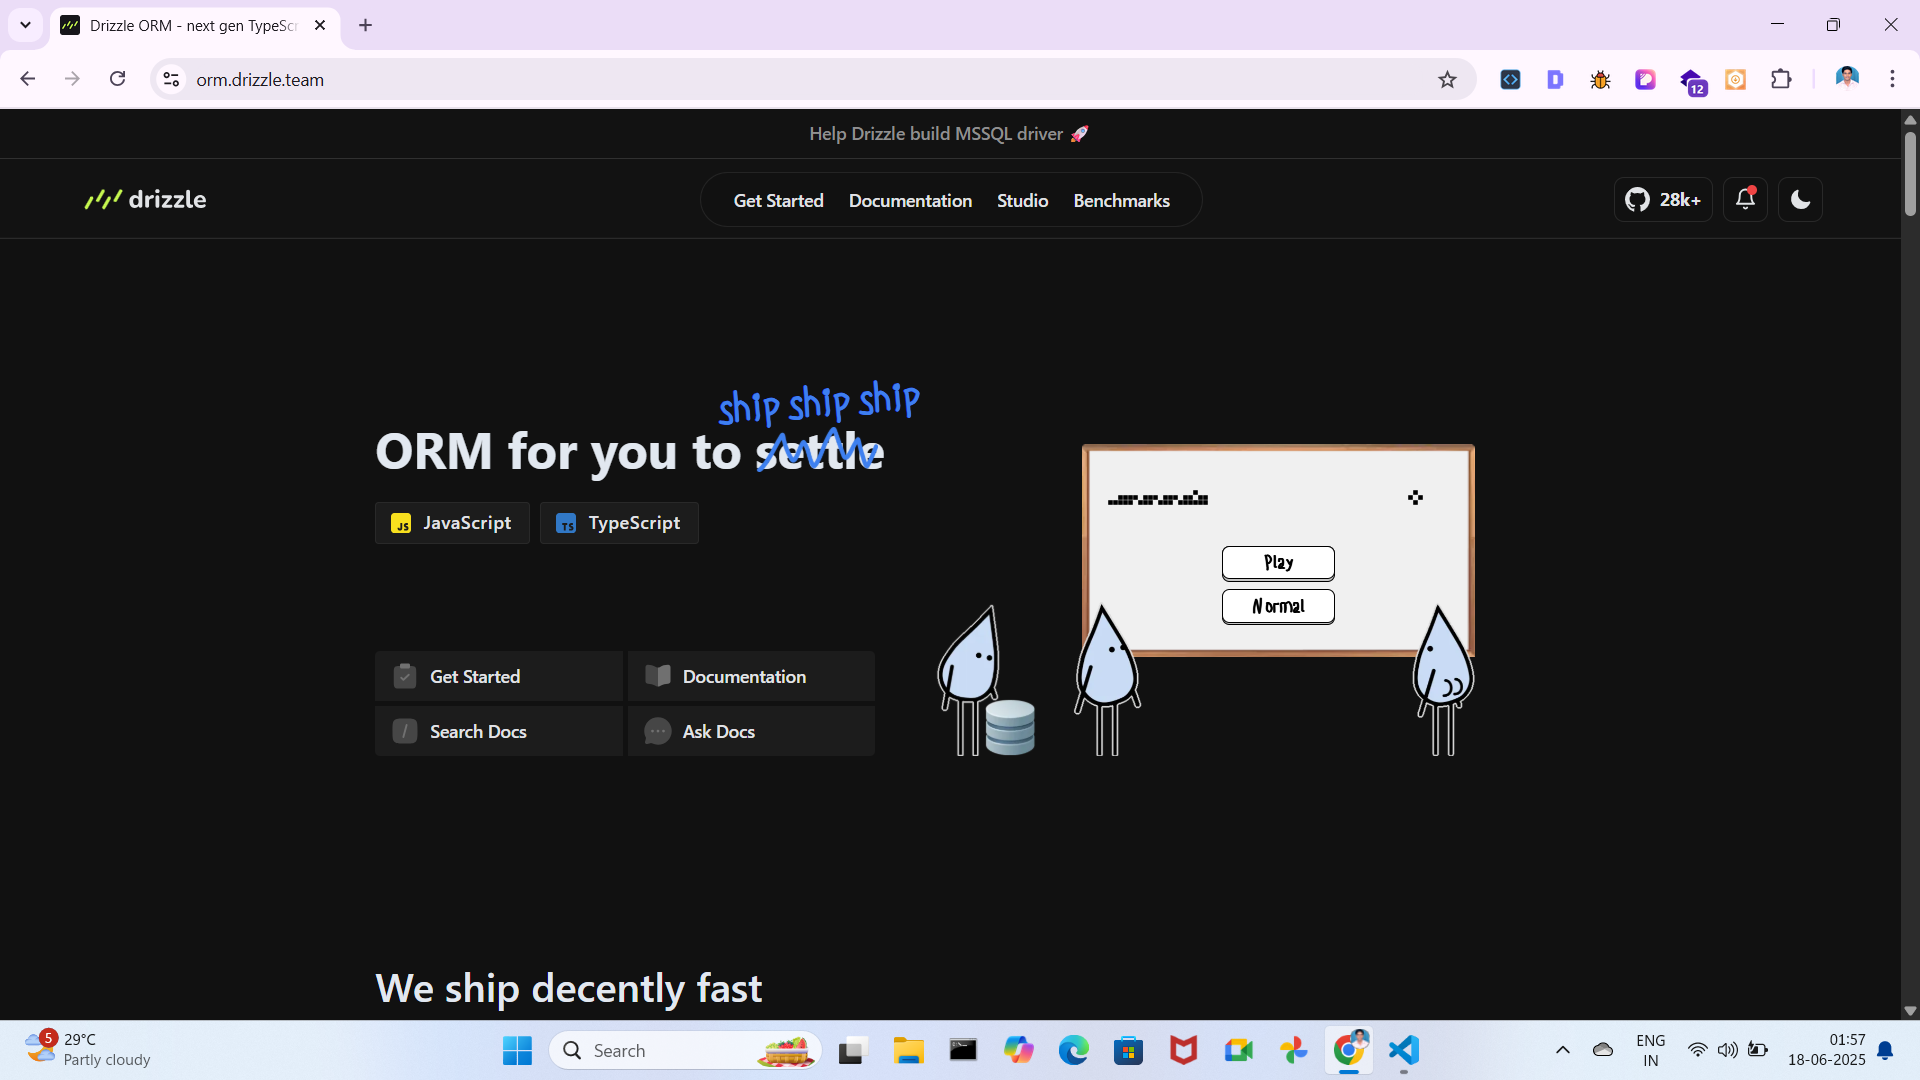 Drizzle ORM - next gen TypeScr
orm.drizzle.team
12
Help Drizzle build MSSQL driver 🚀
drizzle
Get Started
Documentation
Studio
Benchmarks
28k+
ship ship ship
ORM for you to settle
JS JavaScript
TS TypeScript
Play
Normal
Get Started
Documentation
/ Search Docs
Ask Docs
We ship decently fast
5
29°C
Partly cloudy
Search
ENG
IN
01:57
18-06-2025